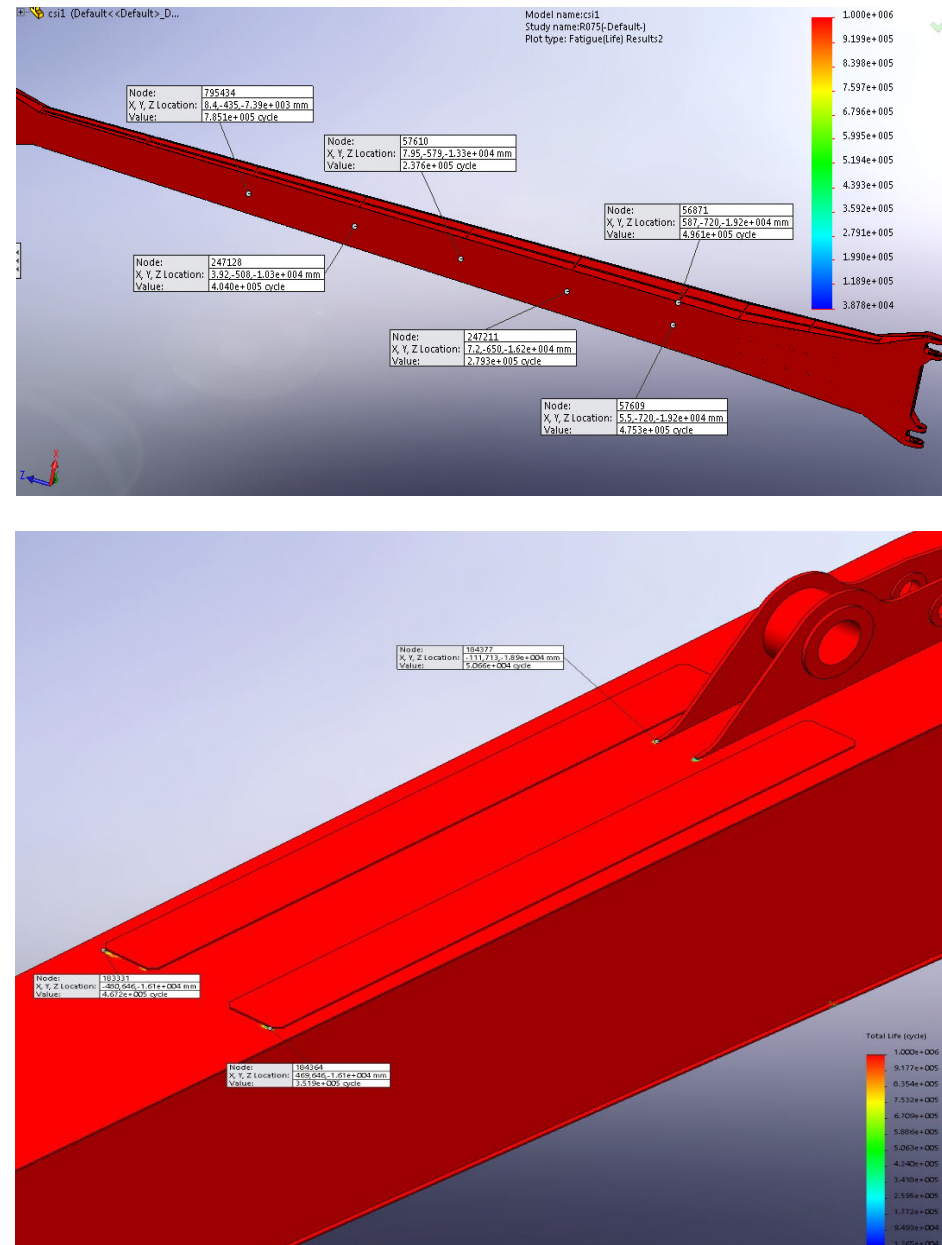 csi1 (Default<<Default>_D...
Model name:csi1
Study name:R075(-Default-)
Plot type: Fatigue(Life) Results2
1.000e+006
9.199e+005
8.398e+005
7.597e+005
6.796e+005
5.995e+005
5.194e+005
4.393e+005
3.592e+005
2.791e+005
1.990e+005
1.189e+005
3.878e+004
Node: 795434
X, Y, Z Location: 8.4,-435,-7.39e+003 mm
Value: 7.851e+005 cycle
Node: 57610
X, Y, Z Location: 7.95,-579,-1.33e+004 mm
Value: 2.376e+005 cycle
Node: 56871
X, Y, Z Location: 587,-720,-1.92e+004 mm
Value: 4.961e+005 cycle
Node: 247128
X, Y, Z Location: 3.92,-508,-1.03e+004 mm
Value: 4.040e+005 cycle
Node: 247211
X, Y, Z Location: 7.2,-650,-1.62e+004 mm
Value: 2.793e+005 cycle
Node: 57609
X, Y, Z Location: 5.5,-720,-1.92e+004 mm
Value: 4.753e+005 cycle
X
Z
Node: 184377
X, Y, Z Location: -111,713,-1.89e+004 mm
Value: 5.066e+004 cycle
Node: 183331
X, Y, Z Location: -480,646,-1.61e+004 mm
Value: 4.672e+005 cycle
Node: 184364
X, Y, Z Location: 469,646,-1.61e+004 mm
Value: 3.519e+005 cycle
Total Life (cycle)
1.000e+006
9.177e+005
8.354e+005
7.532e+005
6.709e+005
5.886e+005
5.063e+005
4.240e+005
3.418e+005
2.595e+005
1.772e+005
9.493e+004